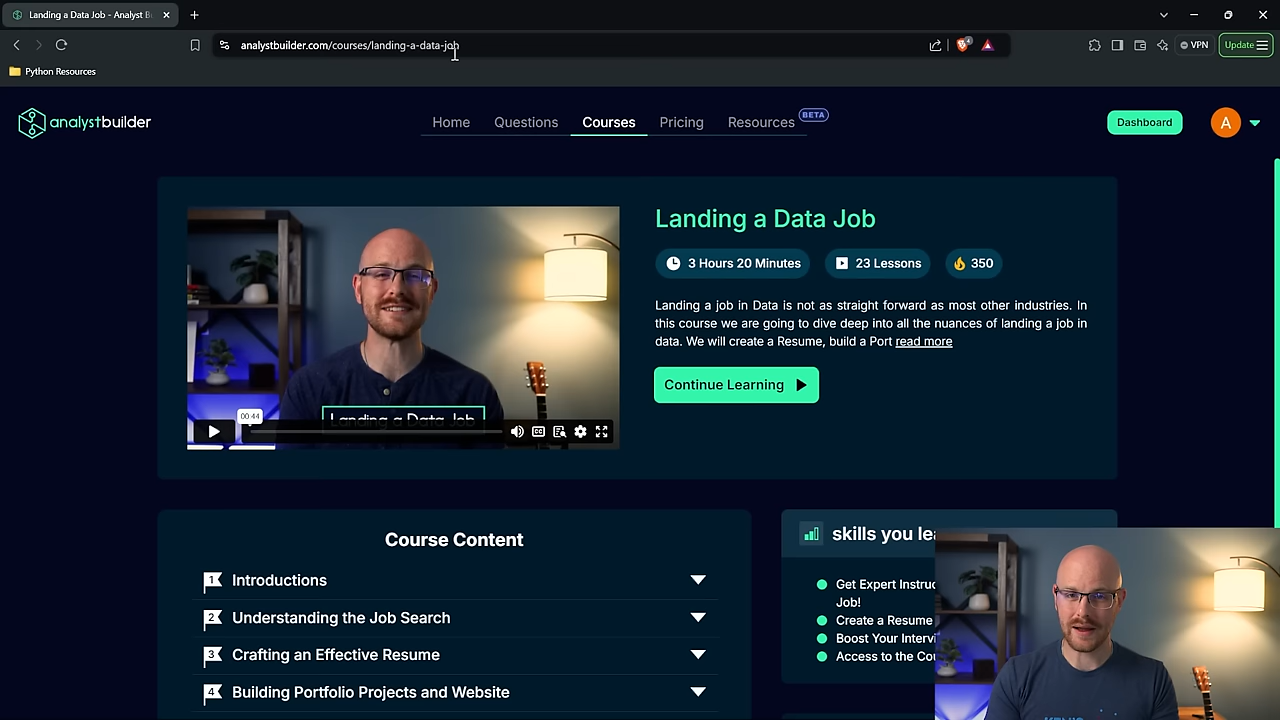 Landing a Data Job - Analyst B
analystbuilder.com/courses/landing-a-data-job
4
VPN
Update
Python Resources
analystbuilder
Home
Questions
Courses
Pricing
Resources
BETA
Dashboard
A
Landing a Data Job
3 Hours 20 Minutes
23 Lessons
350
Landing a job in Data is not as straight forward as most other industries. In
this course we are going to dive deep into all the nuances of landing a job in
data. We will create a Resume, build a Port read more
Continue Learning
00:44
Landing a Data Job
CC
Course Content
1 Introductions
2 Understanding the Job Search
3 Crafting an Effective Resume
4 Building Portfolio Projects and Website
skills you lea
Get Expert Instruc
Job!
Create a Resume
Boost Your Intervi
Access to the Cou